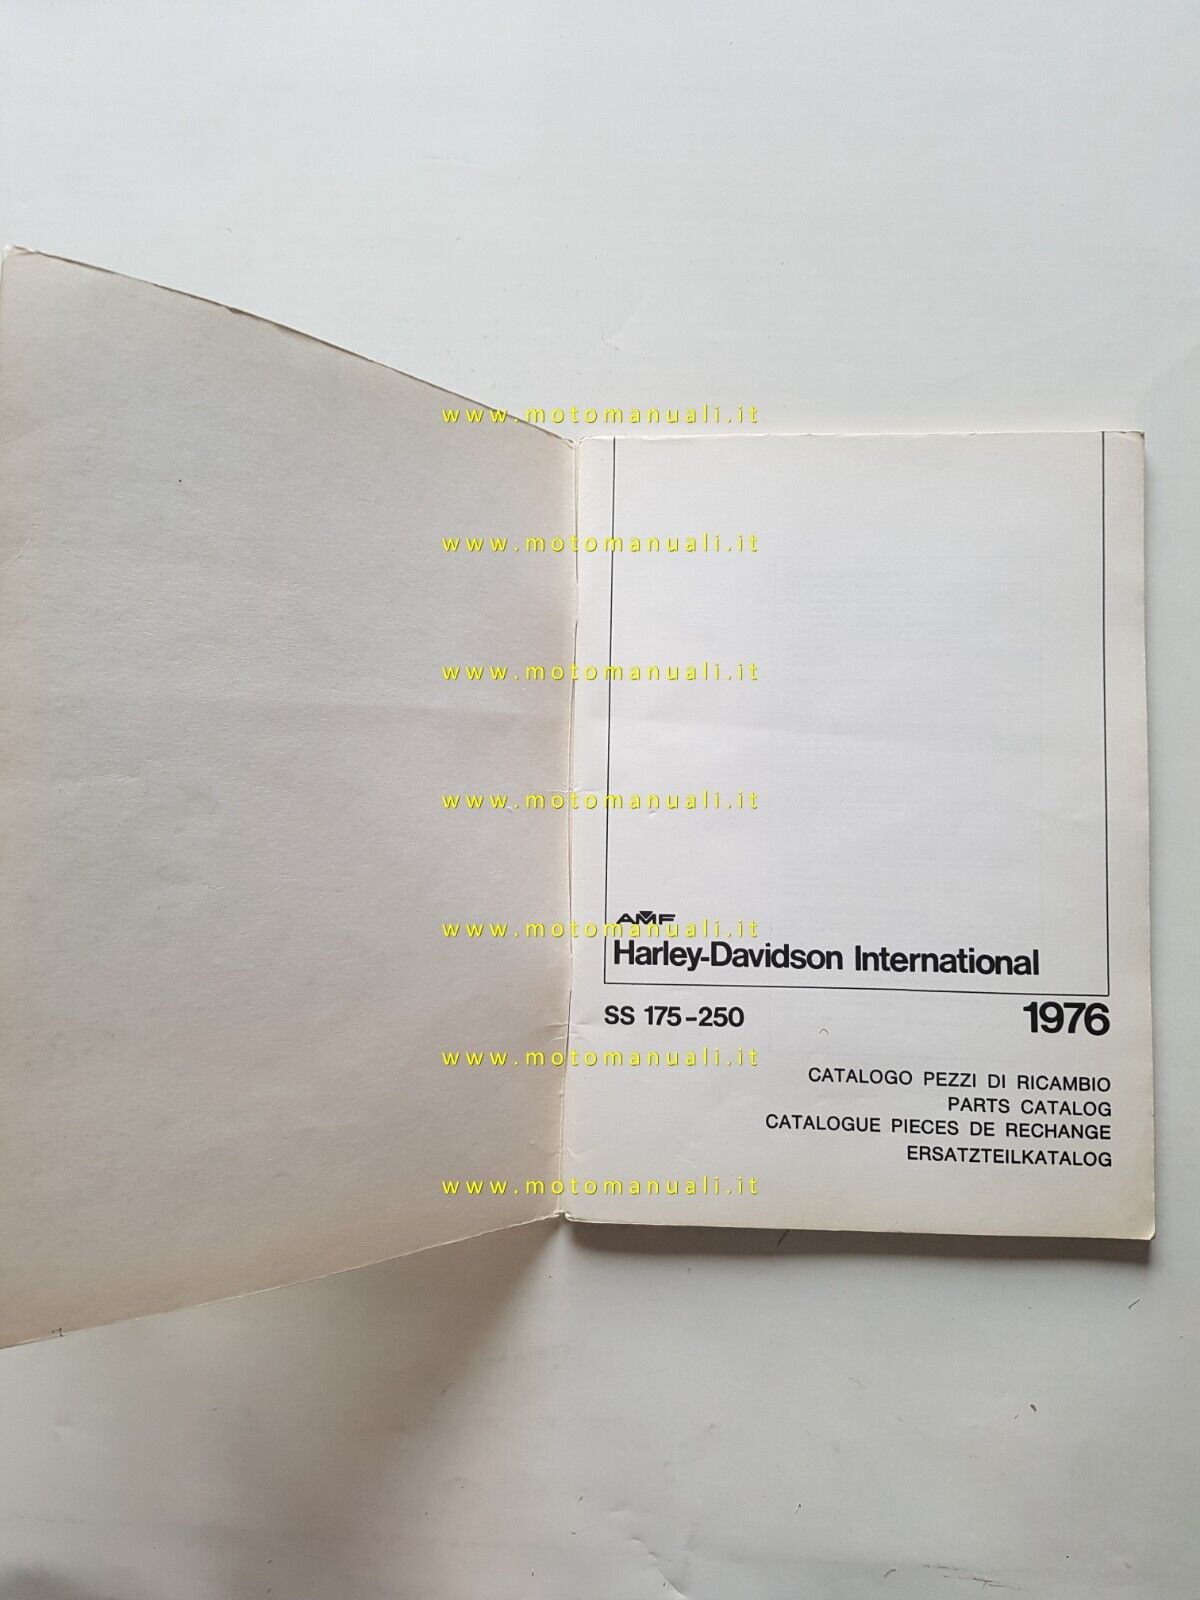 www.motomanuali.it
www.motomanuali.it
www.motomanuali.it
www.motomanuali.it
AMF
www.motomanuali.it
Harley-Davidson International
SS 175-250 1976
www.motomanuali.it
CATALOGO PEZZI DI RICAMBIO
PARTS CATALOG
CATALOGUE PIECES DE RECHANGE
ERSATZTEILKATALOG
www.motomanuali.it